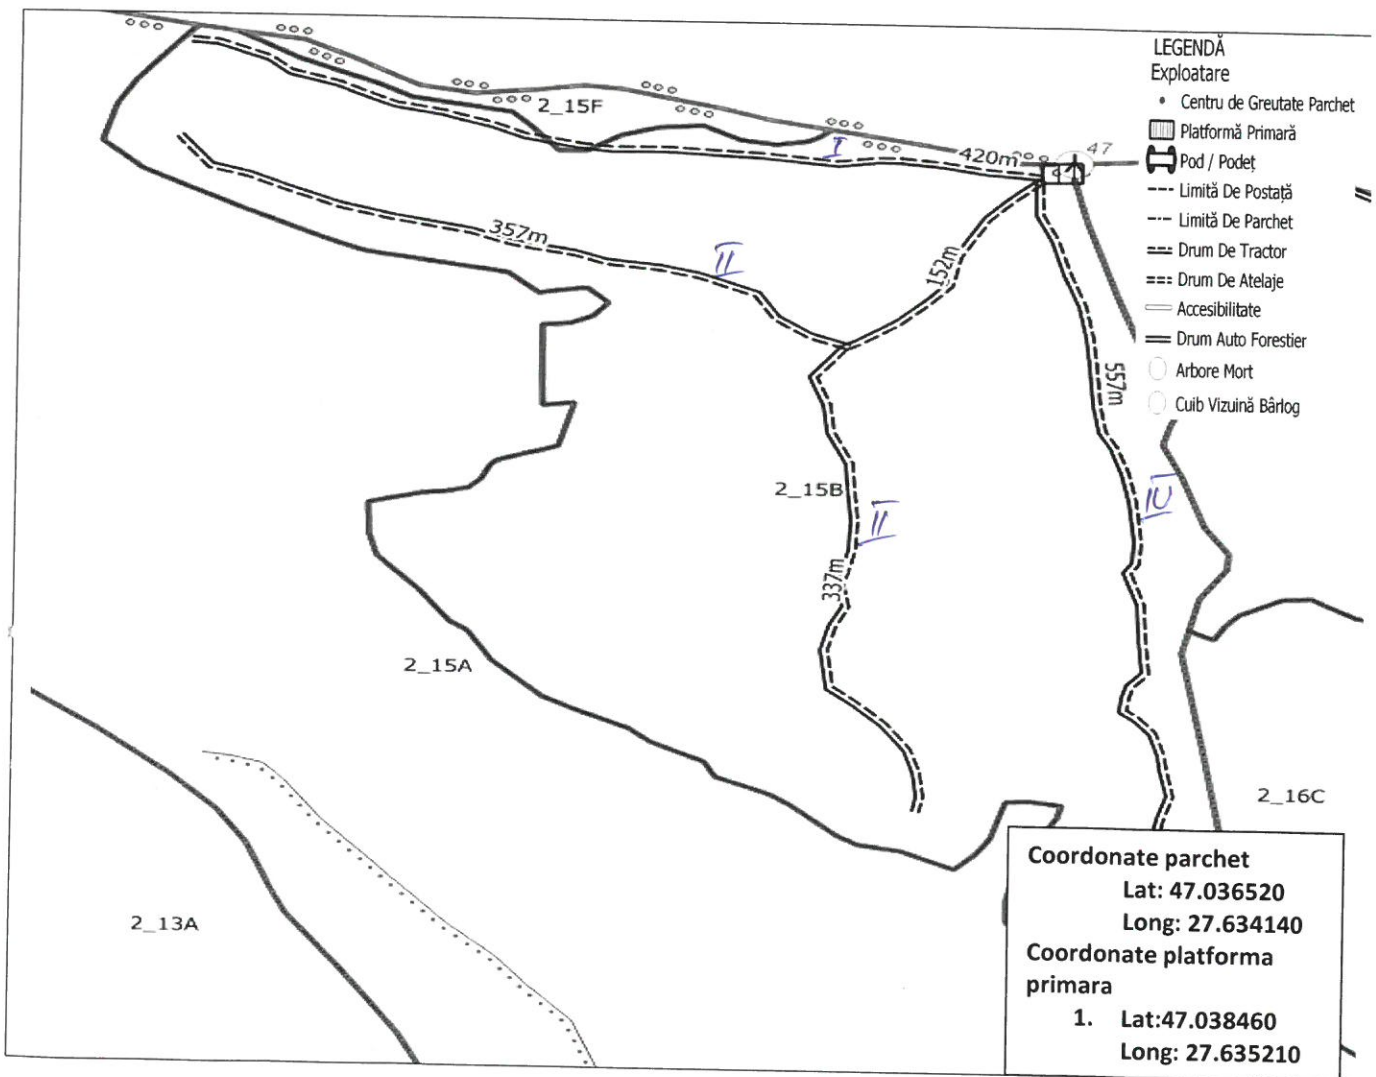 LEGENDĂ
Exploatare
Centru de Greutate Parchet
Platformă Primară
Pod / Podeț
Limită De Postață
Limită De Parchet
Drum De Tractor
Drum De Atelaje
Accesibilitate
Drum Auto Forestier
Arbore Mort
Cuib Vizuină Bârlog
2_15F
I
420m
47
357m
II
152m
557m
2_15B
II
IV
337m
2_15A
2_16C
2_13A
Coordonate parchet
Lat: 47.036520
Long: 27.634140
Coordonate platforma
primara
1. Lat:47.038460
Long: 27.635210